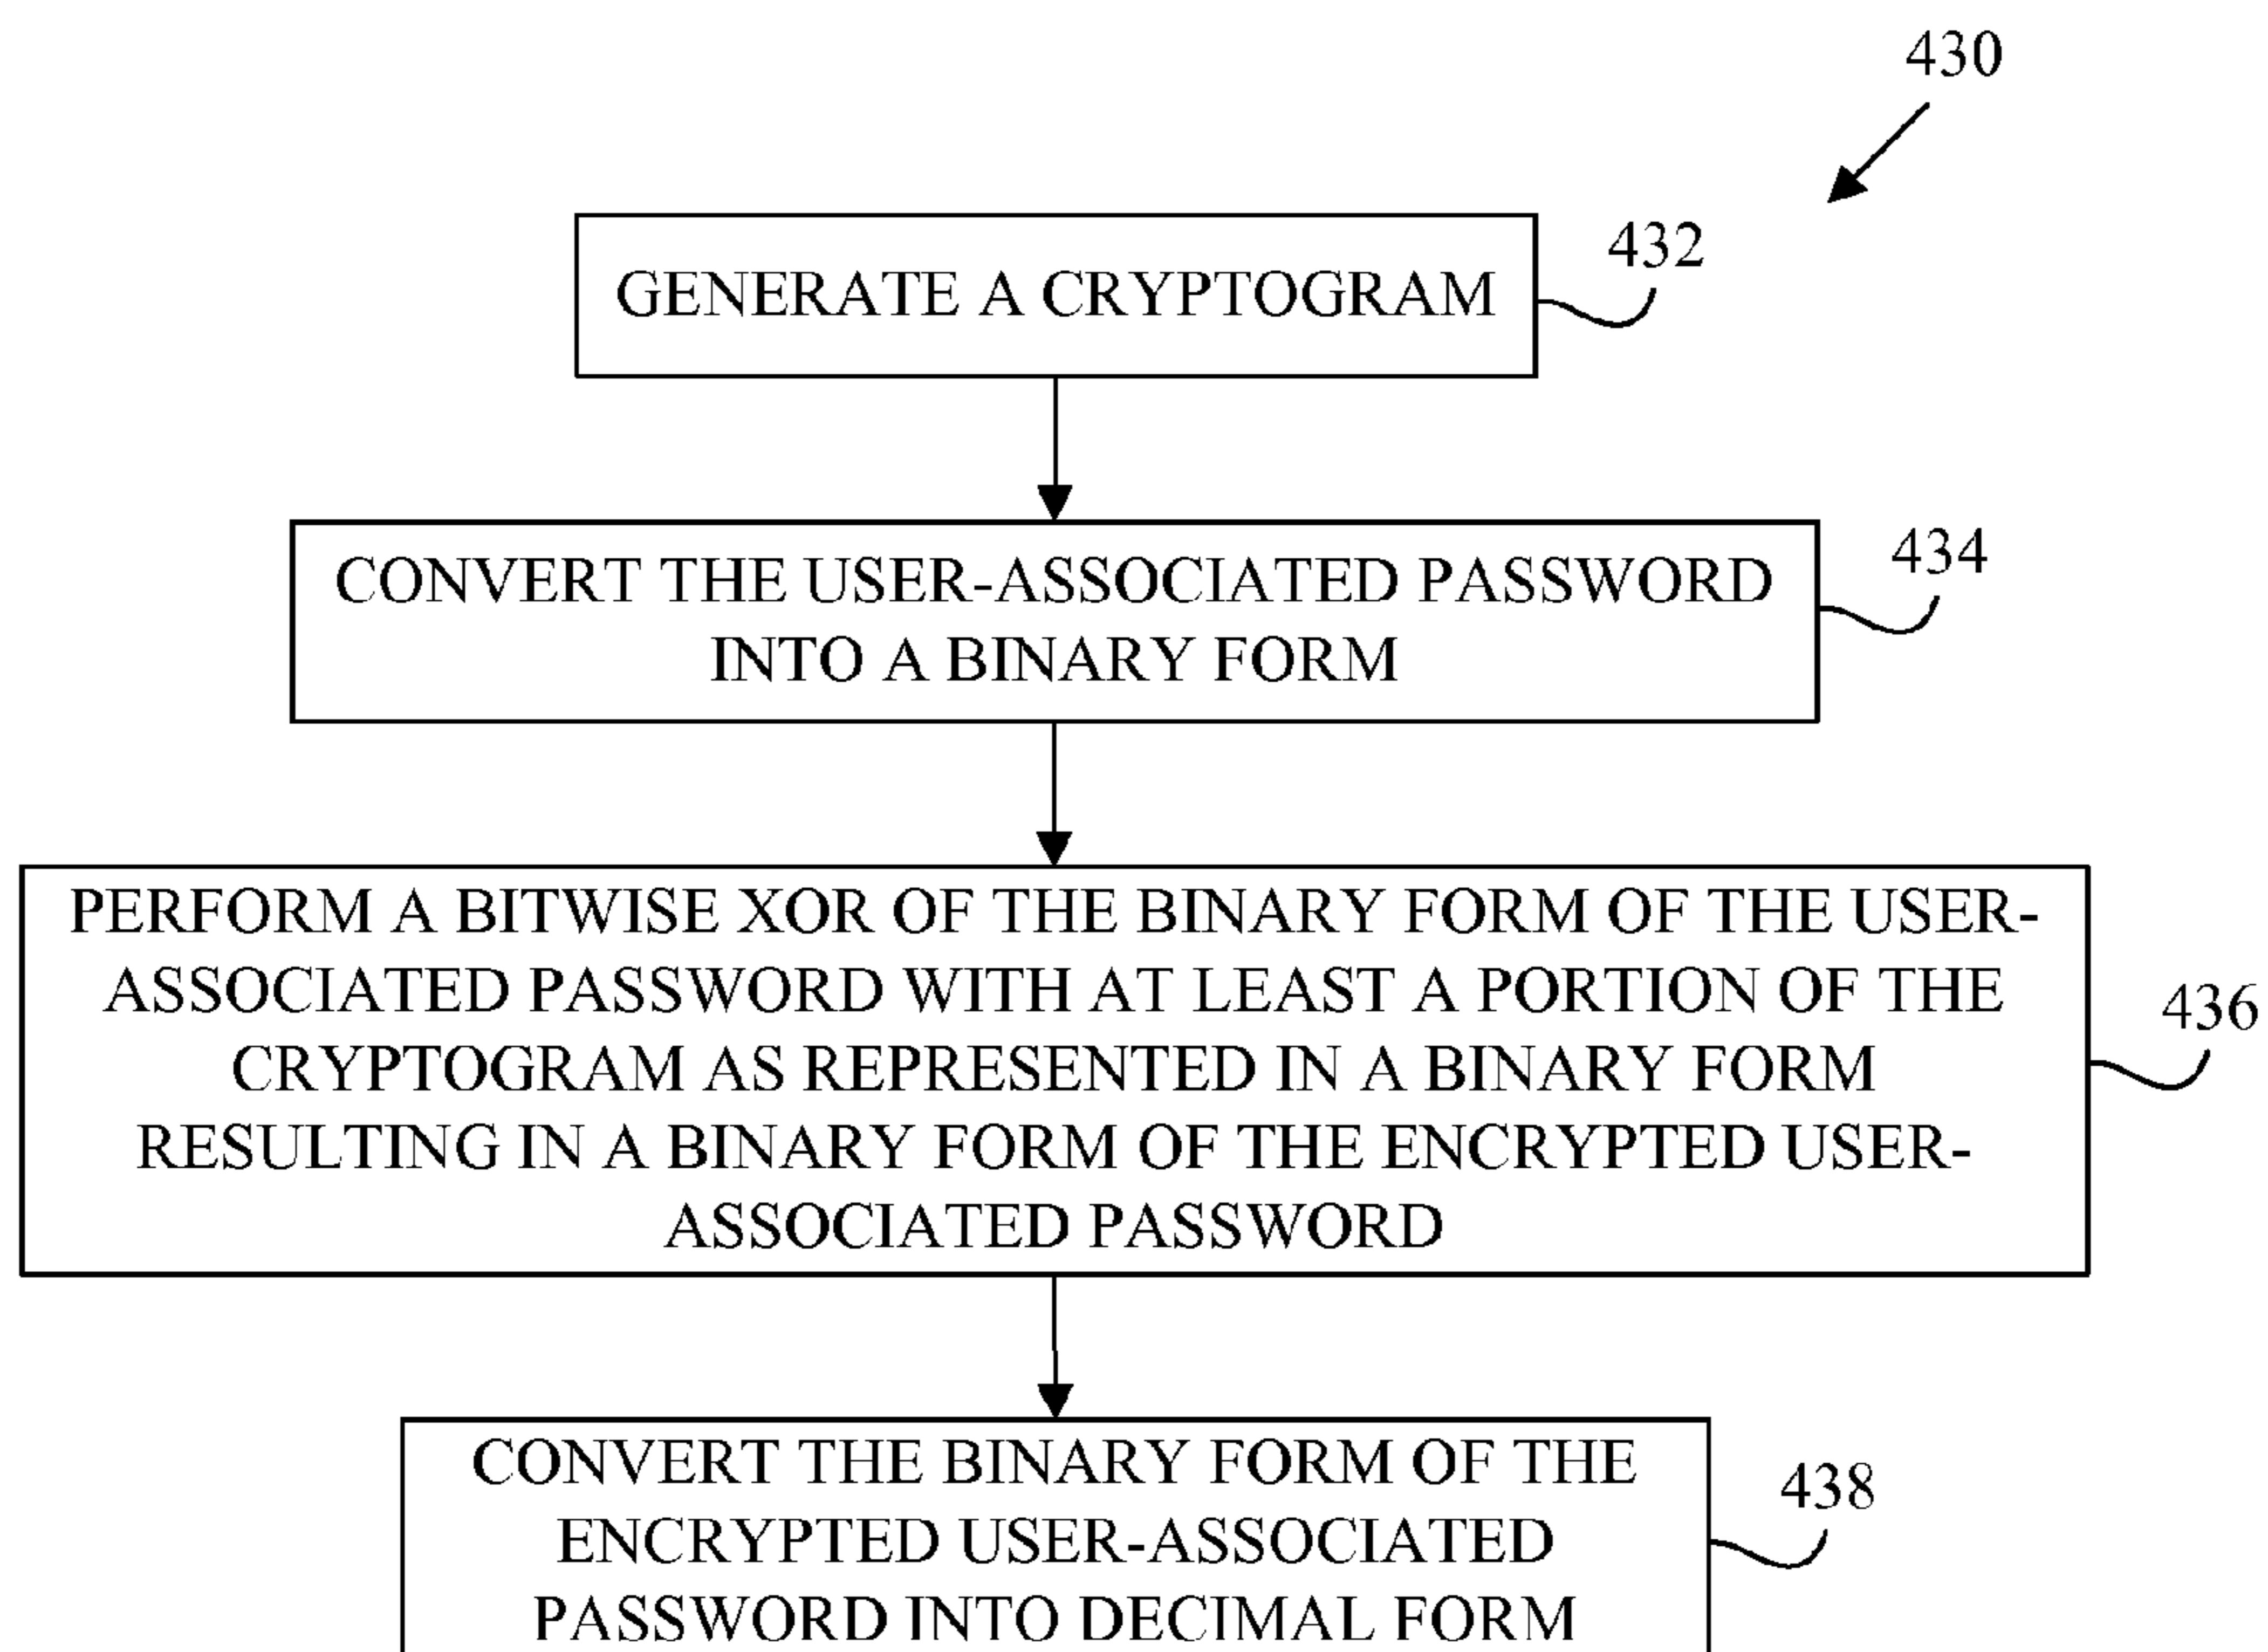 430
432
GENERATE A CRYPTOGRAM
434
CONVERT THE USER-ASSOCIATED PASSWORD
INTO A BINARY FORM
PERFORM A BITWISE XOR OF THE BINARY FORM OF THE USER-
ASSOCIATED PASSWORD WITH AT LEAST A PORTION OF THE
436
CRYPTOGRAM AS REPRESENTED IN A BINARY FORM
RESULTING IN A BINARY FORM OF THE ENCRYPTED USER-
ASSOCIATED PASSWORD
CONVERT THE BINARY FORM OF THE
438
ENCRYPTED USER-ASSOCIATED
PASSWORD INTO DECIMAL FORM